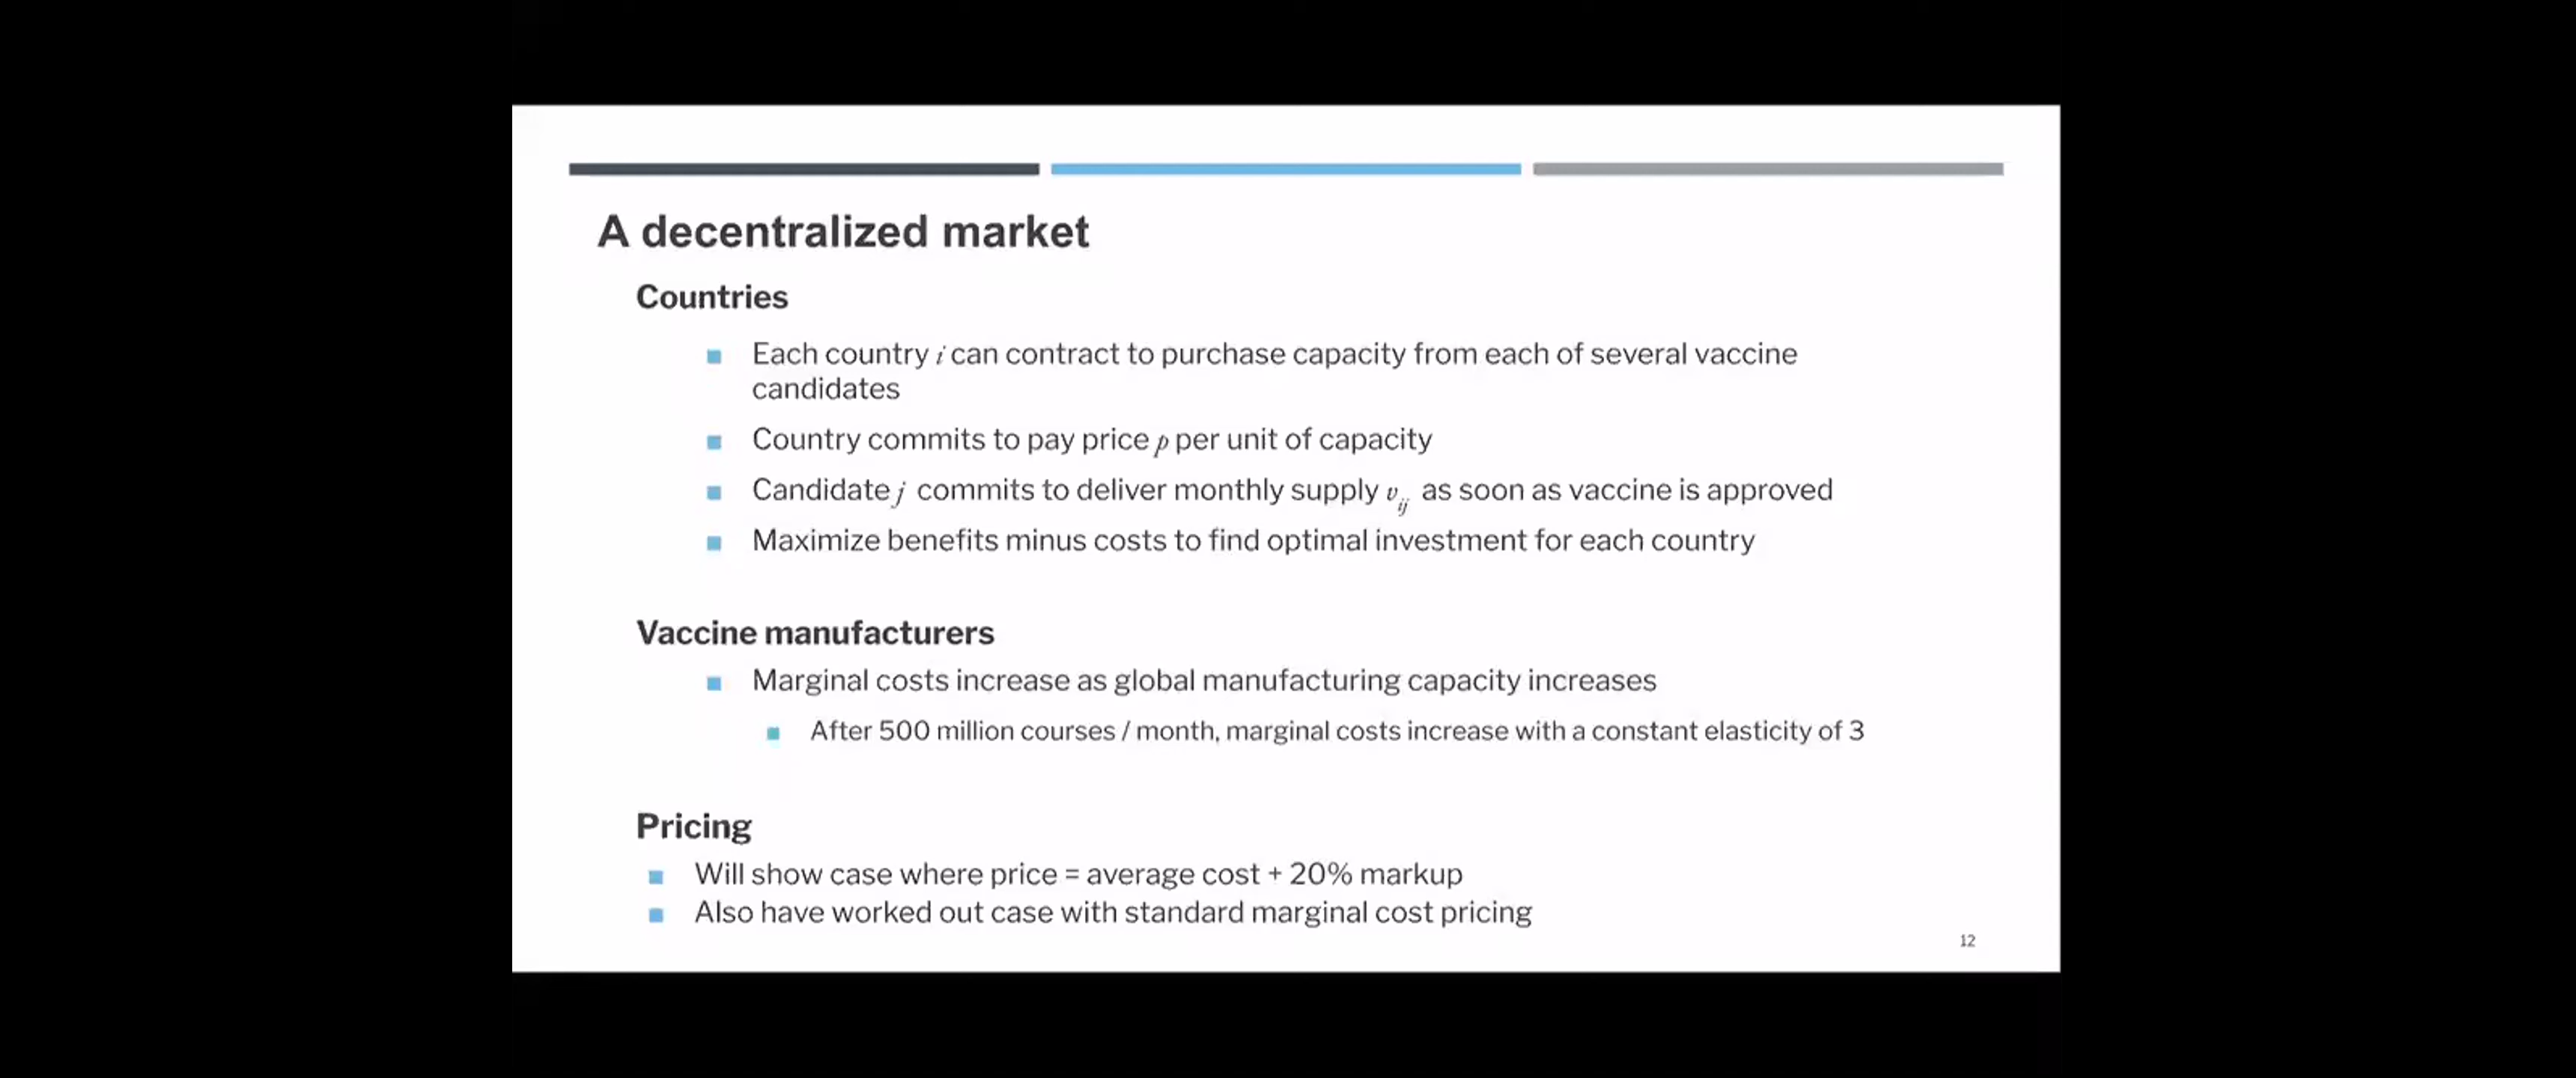 A decentralized market
Countries
Each country i can contract to purchase capacity from each of several vaccine
candidates
Country commits to pay price p per unit of capacity
Candidate j commits to deliver monthly supply v_ij as soon as vaccine is approved
Maximize benefits minus costs to find optimal investment for each country
Vaccine manufacturers
Marginal costs increase as global manufacturing capacity increases
After 500 million courses / month, marginal costs increase with a constant elasticity of 3
Pricing
Will show case where price = average cost + 20% markup
Also have worked out case with standard marginal cost pricing
12